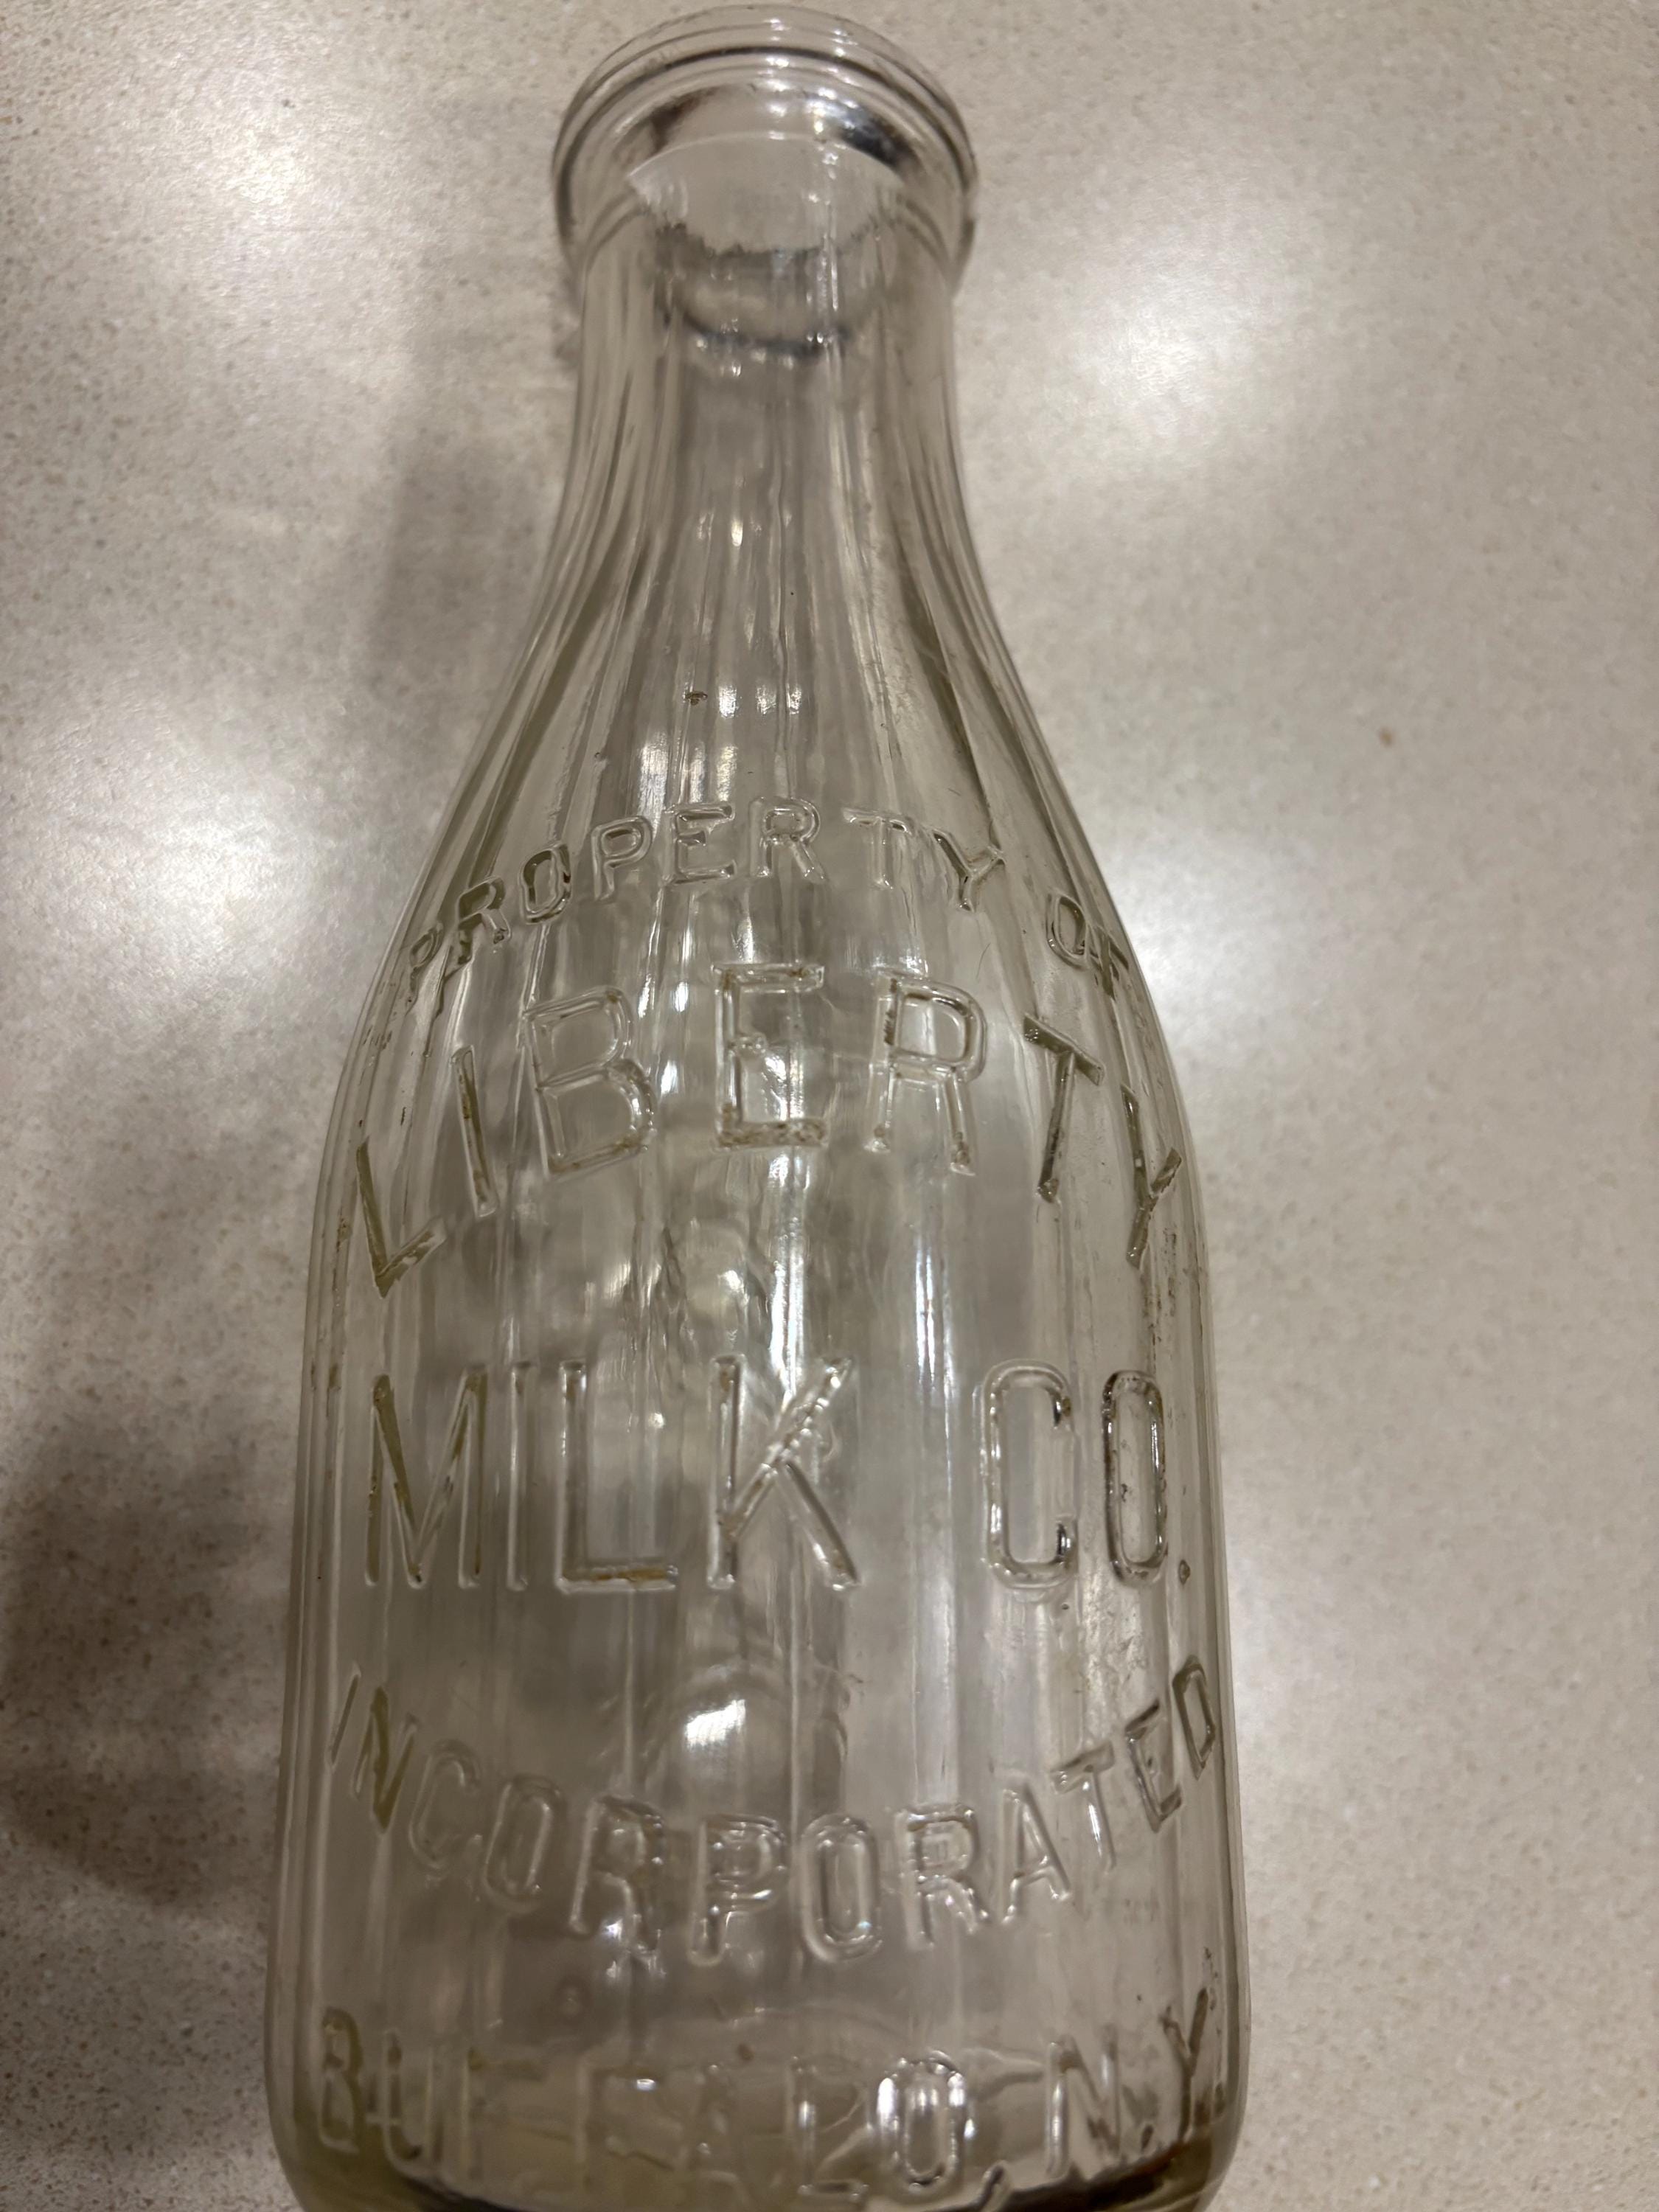 PROPERTY OF
LIBERTY
MILK CO.
INCORPORATED
BUFFALO, N.Y.